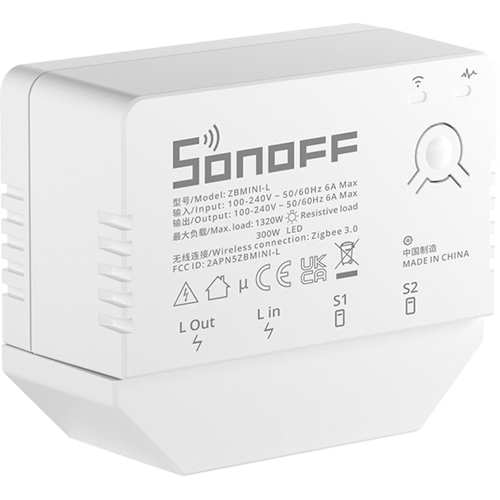 SONOFF
型号/Model: ZBMINI-L
输入/Input: 100-240V ~ 50/60Hz 6A Max
输出/Output: 100-240V ~ 50/60Hz 6A Max
最大负载/Max. load: 1320W Resistive load
300W LED
无线连接/Wireless connection: Zigbee 3.0
FCC ID: 2APN5ZBMINI-L
中国制造
MADE IN CHINA
μ CE UKCA
L Out L in S1 S2